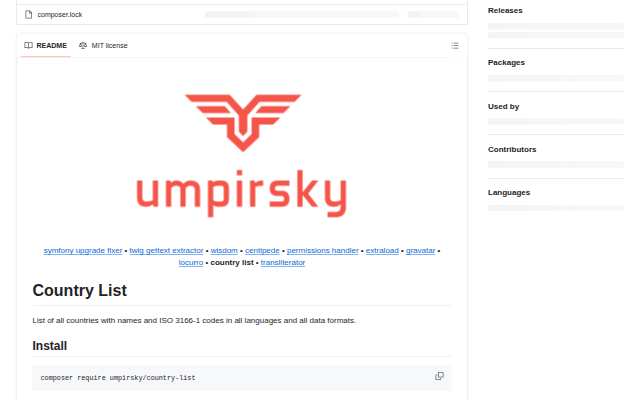 composer.lock
README
MIT license
umpirsky
symfony upgrade fixer • twig gettext extractor • wisdom • centipede • permissions handler • extraload • gravatar •
locurro • country list • transliterator
Country List
List of all countries with names and ISO 3166-1 codes in all languages and all data formats.
Install
composer require umpirsky/country-list
Releases
Packages
Used by
Contributors
Languages